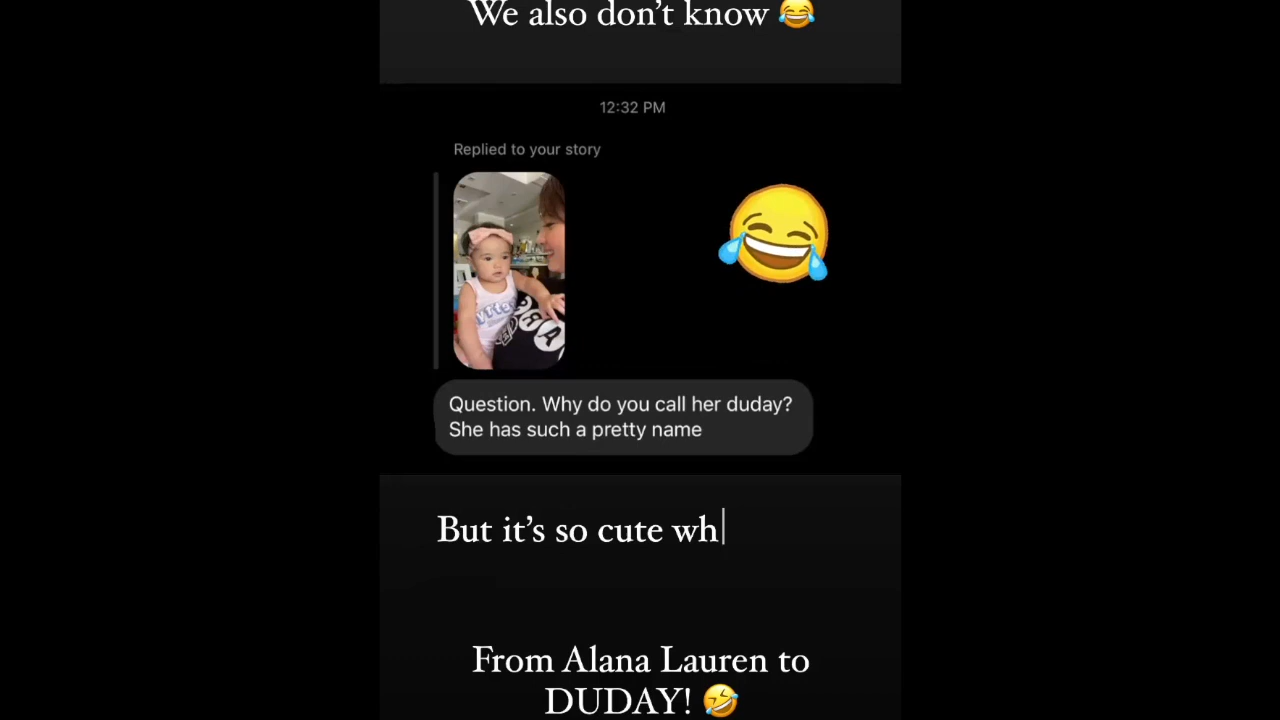 We also don't know 😂
12:32 PM
Replied to your story
Question. Why do you call her duday?
She has such a pretty name
But it's so cute wh
From Alana Lauren to
DUDAY! 🤣